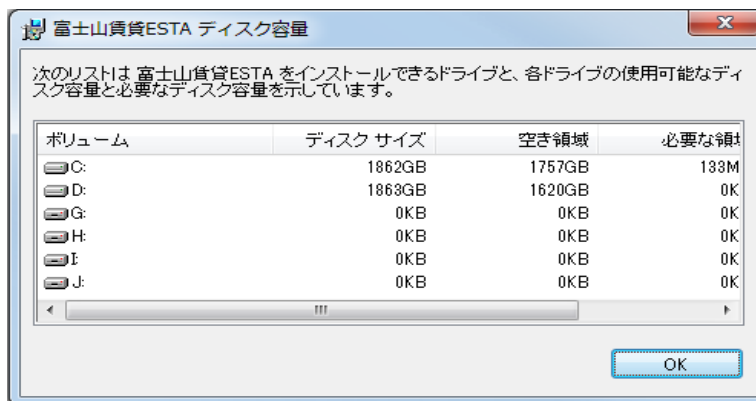 富士山賃貸ESTA ディスク容量
次のリストは 富士山賃貸ESTA をインストールできるドライブと、各ドライブの使用可能なディ
スク容量と必要なディスク容量を示しています。
ボリューム ディスク サイズ 空き領域 必要な領
C: 1862GB 1757GB 133M
D: 1863GB 1620GB 0K
G: 0KB 0KB 0K
H: 0KB 0KB 0K
I: 0KB 0KB 0K
J: 0KB 0KB 0K
OK